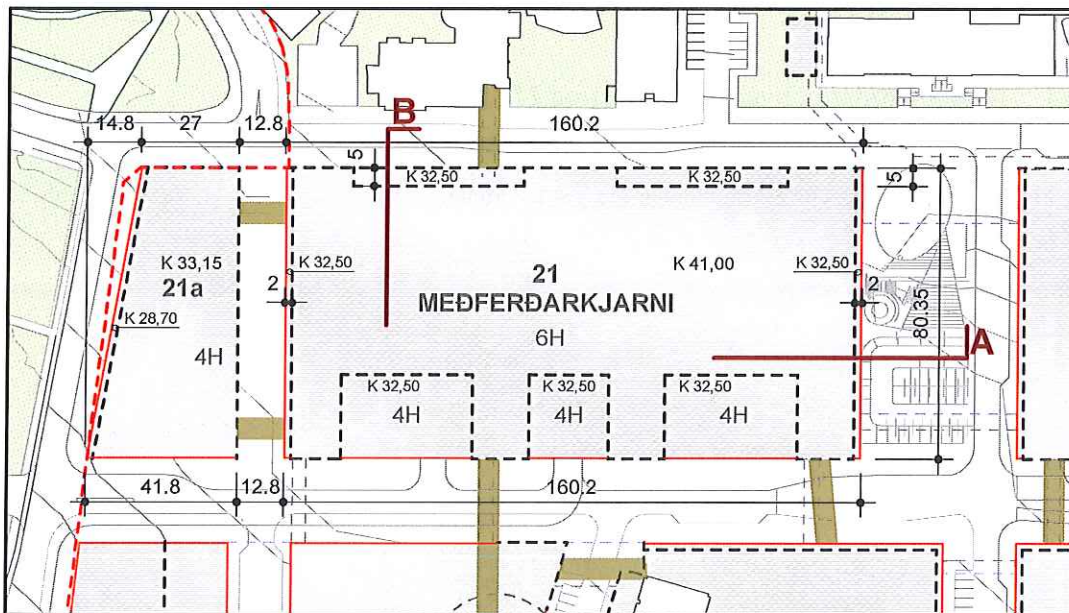 B
14.8 27 12.8 160.2
5
5
K 32,50 K 32,50
K 33,15
21a
K 32,50
K 41,00
K 32,50
21
MEÐFERÐARKJARNI
2
2
K 28,70
80.35
6H
A
4H
K 32,50 K 32,50 K 32,50
4H 4H 4H
41.8 12.8 160.2